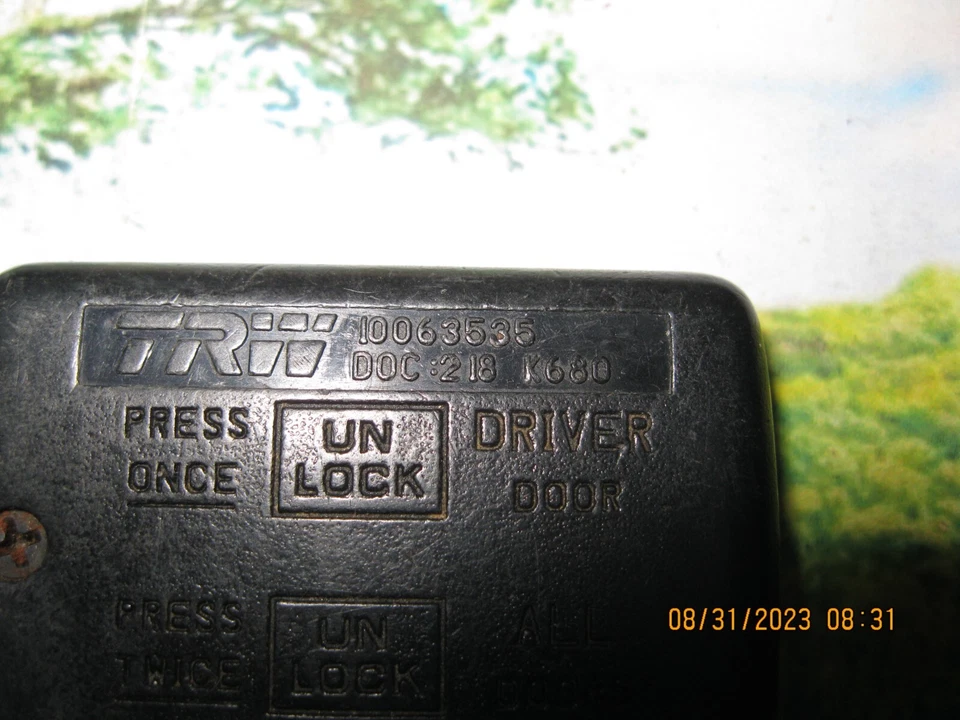 TRW 10063535
DOC:218 K680
PRESS ONCE UN LOCK DRIVER DOOR
PRESS TWICE UN LOCK ALL
08/31/2023 08:31